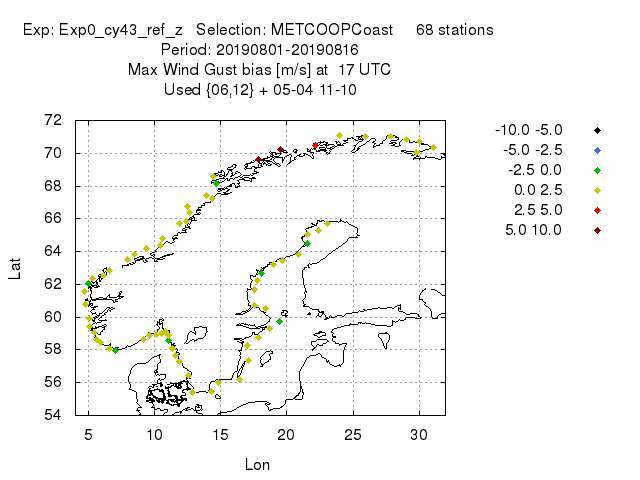 Exp: Exp0_cy43_ref_z   Selection: METCOOPCoast     68 stations
Period: 20190801-20190816
Max Wind Gust bias [m/s] at  17 UTC
Used {06,12} + 05-04 11-10
72
70
68
66
64
62
60
58
56
54
Lat
5 10 15 20 25 30
Lon
-10.0 -5.0
-5.0 -2.5
-2.5 0.0
0.0 2.5
2.5 5.0
5.0 10.0